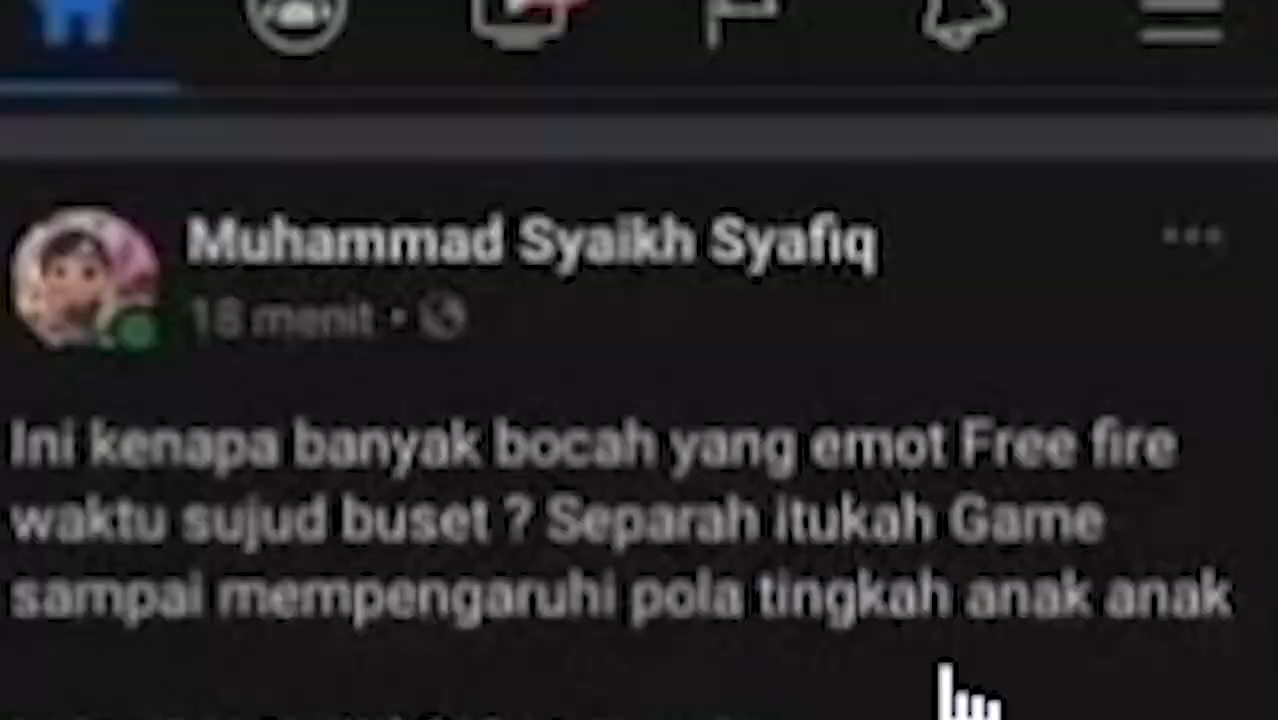 Muhammad Syaikh Syafiq
18 menit
Ini kenapa banyak bocah yang emot Free fire
waktu sujud buset ? Separah itukah Game
sampai mempengaruhi pola tingkah anak anak